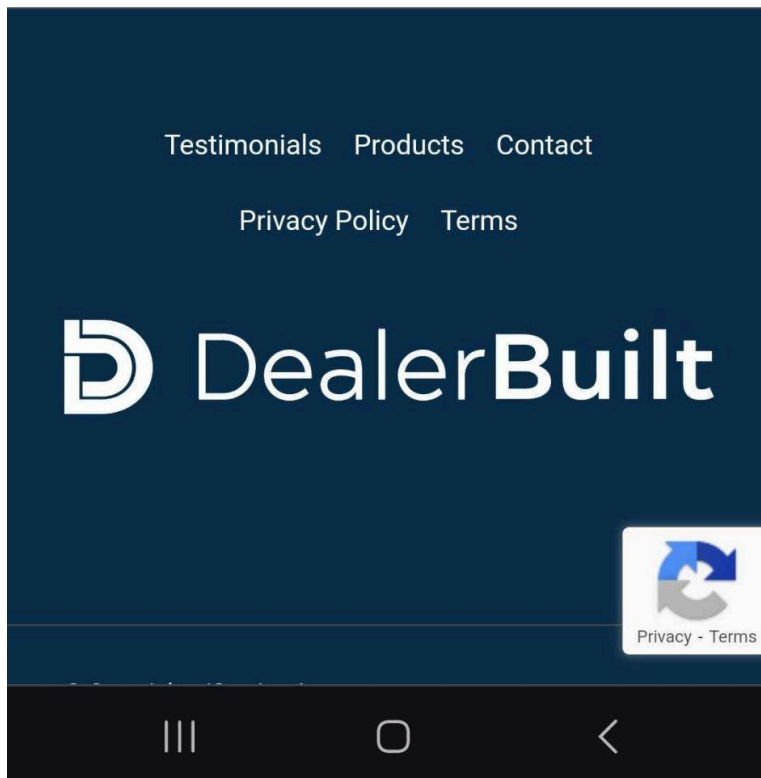 Testimonials Products Contact
Privacy Policy Terms
DealerBuilt
Privacy - Terms